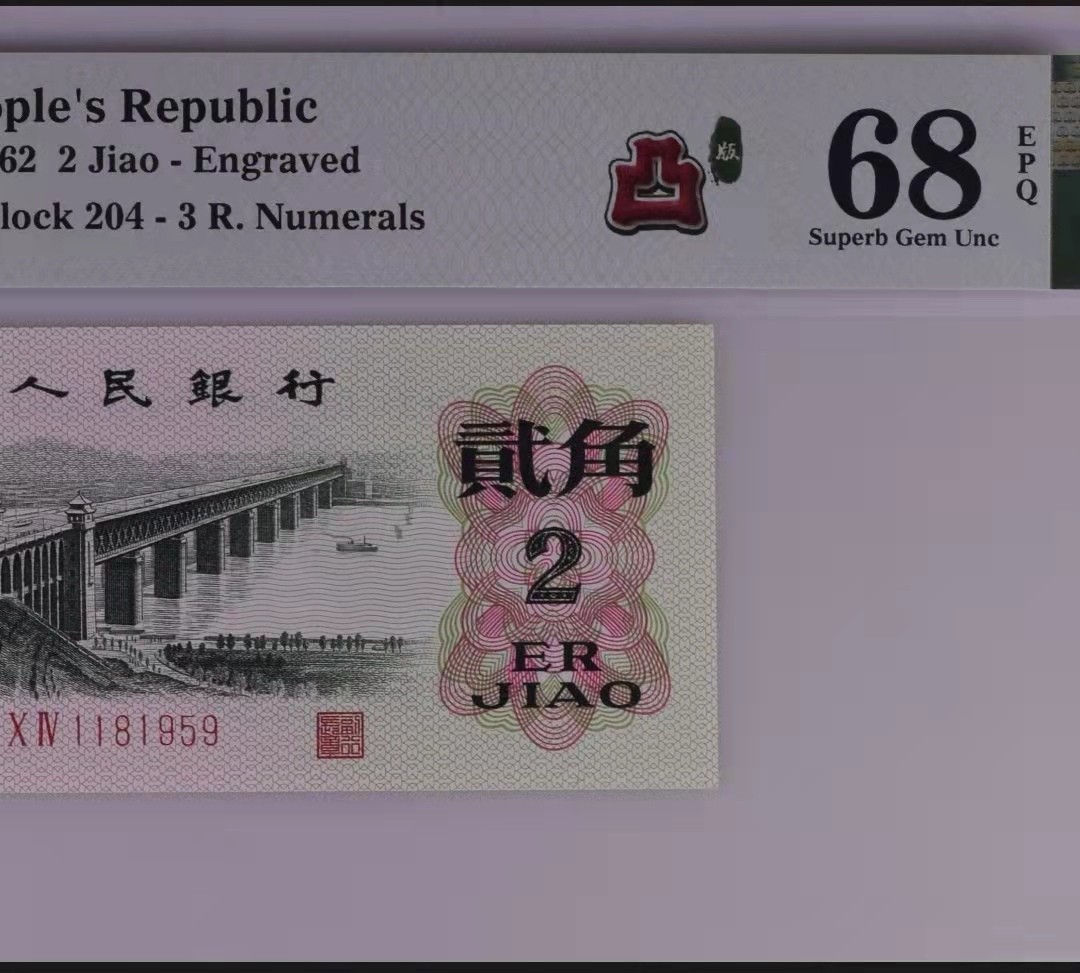 ople's Republic
62 2 Jiao - Engraved
lock 204 - 3 R. Numerals
凸版
68
EPQ
Superb Gem Unc
人民銀行
貳角
2
ER
JIAO
X IV 1181959